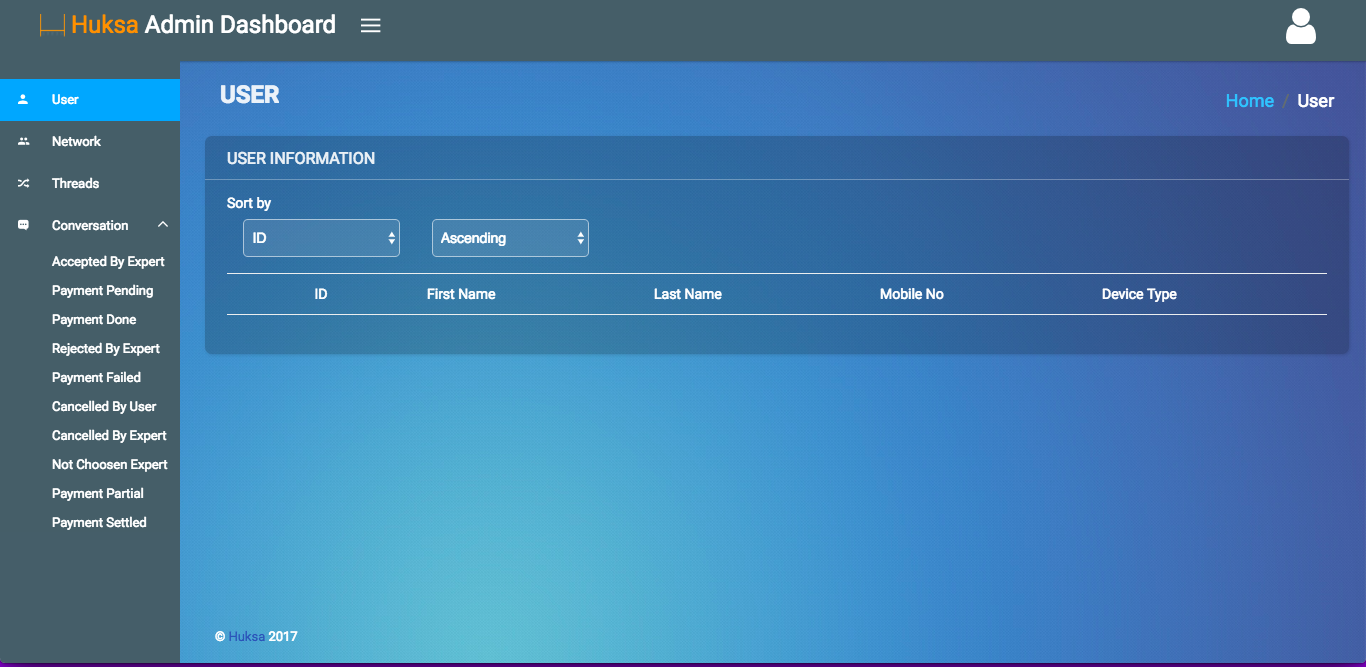 Huksa Admin Dashboard
User
Network
Threads
Conversation
Accepted By Expert
Payment Pending
Payment Done
Rejected By Expert
Payment Failed
Cancelled By User
Cancelled By Expert
Not Choosen Expert
Payment Partial
Payment Settled
USER
Home / User
USER INFORMATION
Sort by
ID Ascending
ID First Name Last Name Mobile No Device Type
© Huksa 2017